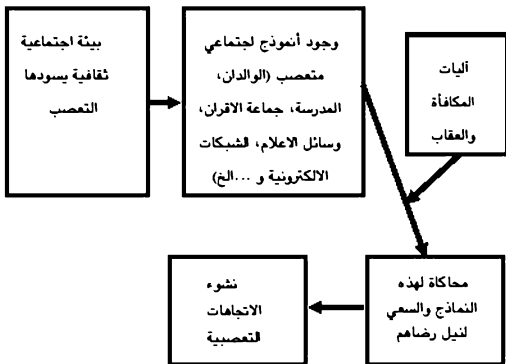 بيئة اجتماعية
ثقافية يسودها
التعصب
وجود أنموذج لجتماعي
متعصب (الوالدان،
المدرسة، جماعة الاقران،
وسائل الاعلام، الشبكات
الالكترونية و ...الخ)
آليات
المكافأة
والعقاب
محاكاة لهذه
النماذج والسعي
لنيل رضاهم
نشوء
الاتجاهات
التعصبية